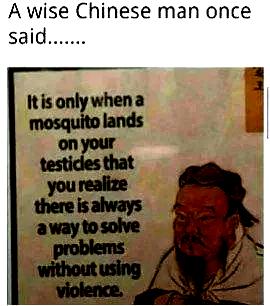 A wise Chinese man once
said.......
It is only when a
mosquito lands
on your
testicles that
you realize
there is always
a way to solve
problems
without using
violence.